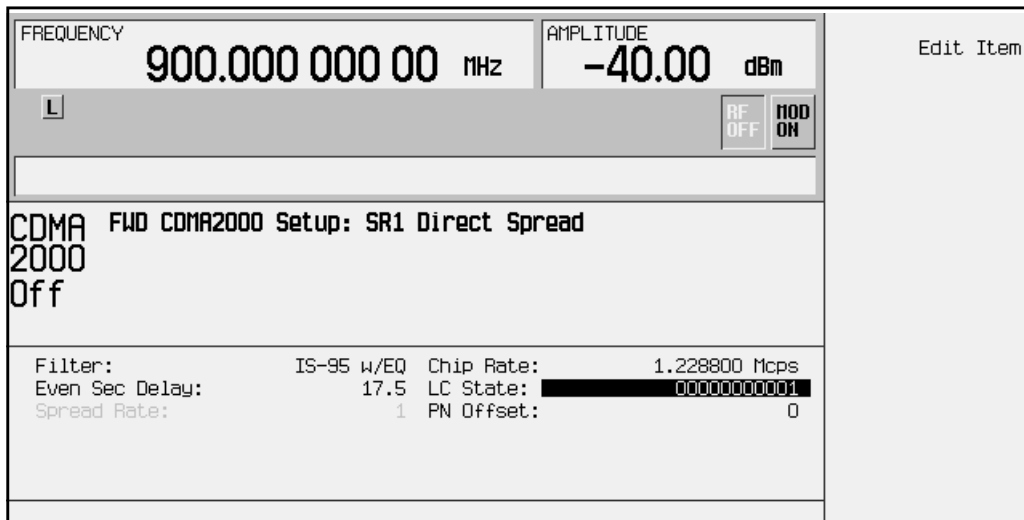 FREQUENCY
900.000 000 00 MHz
AMPLITUDE
-40.00 dBm
Edit Item
L
RF OFF
MOD ON
CDMA 2000 Off
FWD CDMA2000 Setup: SR1 Direct Spread
Filter: IS-95 w/EQ Chip Rate: 1.228800 Mcps
Even Sec Delay: 17.5 LC State: 00000000001
Spread Rate: 1 PN Offset: 0